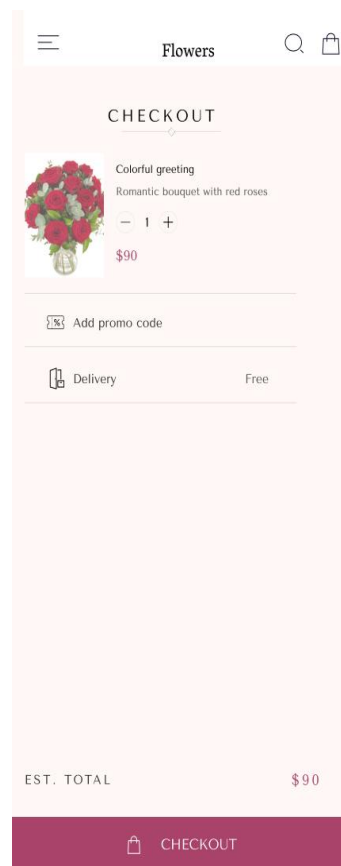 Flowers
CHECKOUT
Colorful greeting
Romantic bouquet with red roses
1
$90
% Add promo code
Delivery Free
EST. TOTAL $90
CHECKOUT